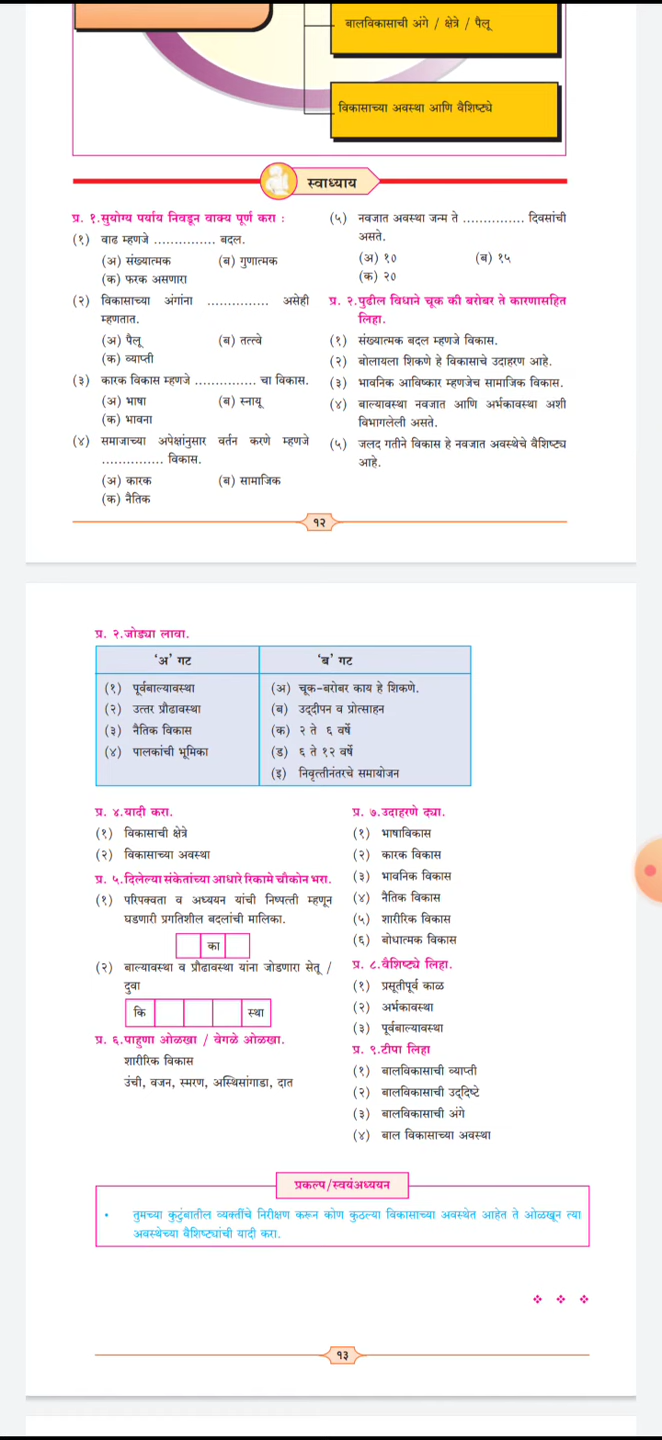 बालविकासाची अंगे / क्षेत्रे / पैलू
विकासाच्या अवस्था आणि वैशिष्ट्ये
स्वाध्याय
प्र. १.सुयोग्य पर्याय निवडून वाक्य पूर्ण करा :
(१) वाढ म्हणजे ............... बदल.
(अ) संख्यात्मक (ब) गुणात्मक
(क) फरक असणारा
(२) विकासाच्या अंगांना ............... असेही
म्हणतात.
(अ) पैलू (ब) तत्त्वे
(क) व्याप्ती
(३) कारक विकास म्हणजे ............... चा विकास.
(अ) भाषा (ब) स्नायू
(क) भावना
(४) समाजाच्या अपेक्षांनुसार वर्तन करणे म्हणजे
............... विकास.
(अ) कारक (ब) सामाजिक
(क) नैतिक
(५) नवजात अवस्था जन्म ते ............... दिवसांची
असते.
(अ) १० (ब) १५
(क) २०
प्र. २.पुढील विधाने चूक की बरोबर ते कारणासहित
लिहा.
(१) संख्यात्मक बदल म्हणजे विकास.
(२) बोलायला शिकणे हे विकासाचे उदाहरण आहे.
(३) भावनिक आविष्कार म्हणजेच सामाजिक विकास.
(४) बाल्यावस्था नवजात आणि अर्भकावस्था अशी
विभागलेली असते.
(५) जलद गतीने विकास हे नवजात अवस्थेचे वैशिष्ट्य
आहे.
१२
प्र. २.जोड्या लावा.
‘अ’ गट ‘ब’ गट
(१) पूर्वबाल्यावस्था (अ) चूक-बरोबर काय हे शिकणे.
(२) उत्तर प्रौढावस्था (ब) उद्दीपन व प्रोत्साहन
(३) नैतिक विकास (क) २ ते ६ वर्षे
(४) पालकांची भूमिका (ड) ६ ते १२ वर्षे
(इ) निवृत्तीनंतरचे समायोजन
प्र. ४.यादी करा.
(१) विकासाची क्षेत्रे
(२) विकासाच्या अवस्था
प्र. ५.दिलेल्या संकेतांच्या आधारे रिकामे चौकोन भरा.
(१) परिपक्वता व अध्ययन यांची निष्पत्ती म्हणून
घडणारी प्रगतिशील बदलांची मालिका.
का
(२) बाल्यावस्था व प्रौढावस्था यांना जोडणारा सेतू /
दुवा
कि स्था
प्र. ६.पाहुणा ओळखा / वेगळे ओळखा.
शारीरिक विकास
उंची, वजन, स्मरण, अस्थिसांगाडा, दात
प्र. ७.उदाहरणे द्या.
(१) भाषाविकास
(२) कारक विकास
(३) भावनिक विकास
(४) नैतिक विकास
(५) शारीरिक विकास
(६) बोधात्मक विकास
प्र. ८.वैशिष्ट्ये लिहा.
(१) प्रसूतीपूर्व काळ
(२) अर्भकावस्था
(३) पूर्वबाल्यावस्था
प्र. ९.टीपा लिहा
(१) बालविकासाची व्याप्ती
(२) बालविकासाची उद्दिष्टे
(३) बालविकासाची अंगे
(४) बाल विकासाच्या अवस्था
प्रकल्प/स्वयंअध्ययन
• तुमच्या कुटुंबातील व्यक्तींचे निरीक्षण करून कोण कुठल्या विकासाच्या अवस्थेत आहेत ते ओळखून त्या
अवस्थेच्या वैशिष्ट्यांची यादी करा.
१३